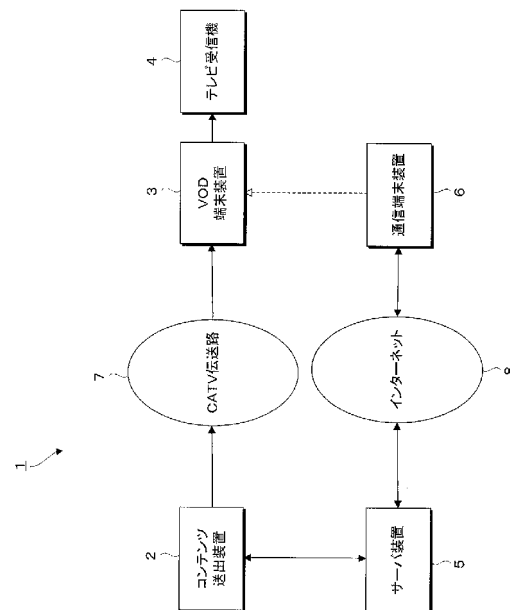 1
2
コンテンツ
送出装置
7
CATV伝送路
3
VOD
端末装置
4
テレビ受信機
5
サーバ装置
8
インターネット
6
通信端末装置